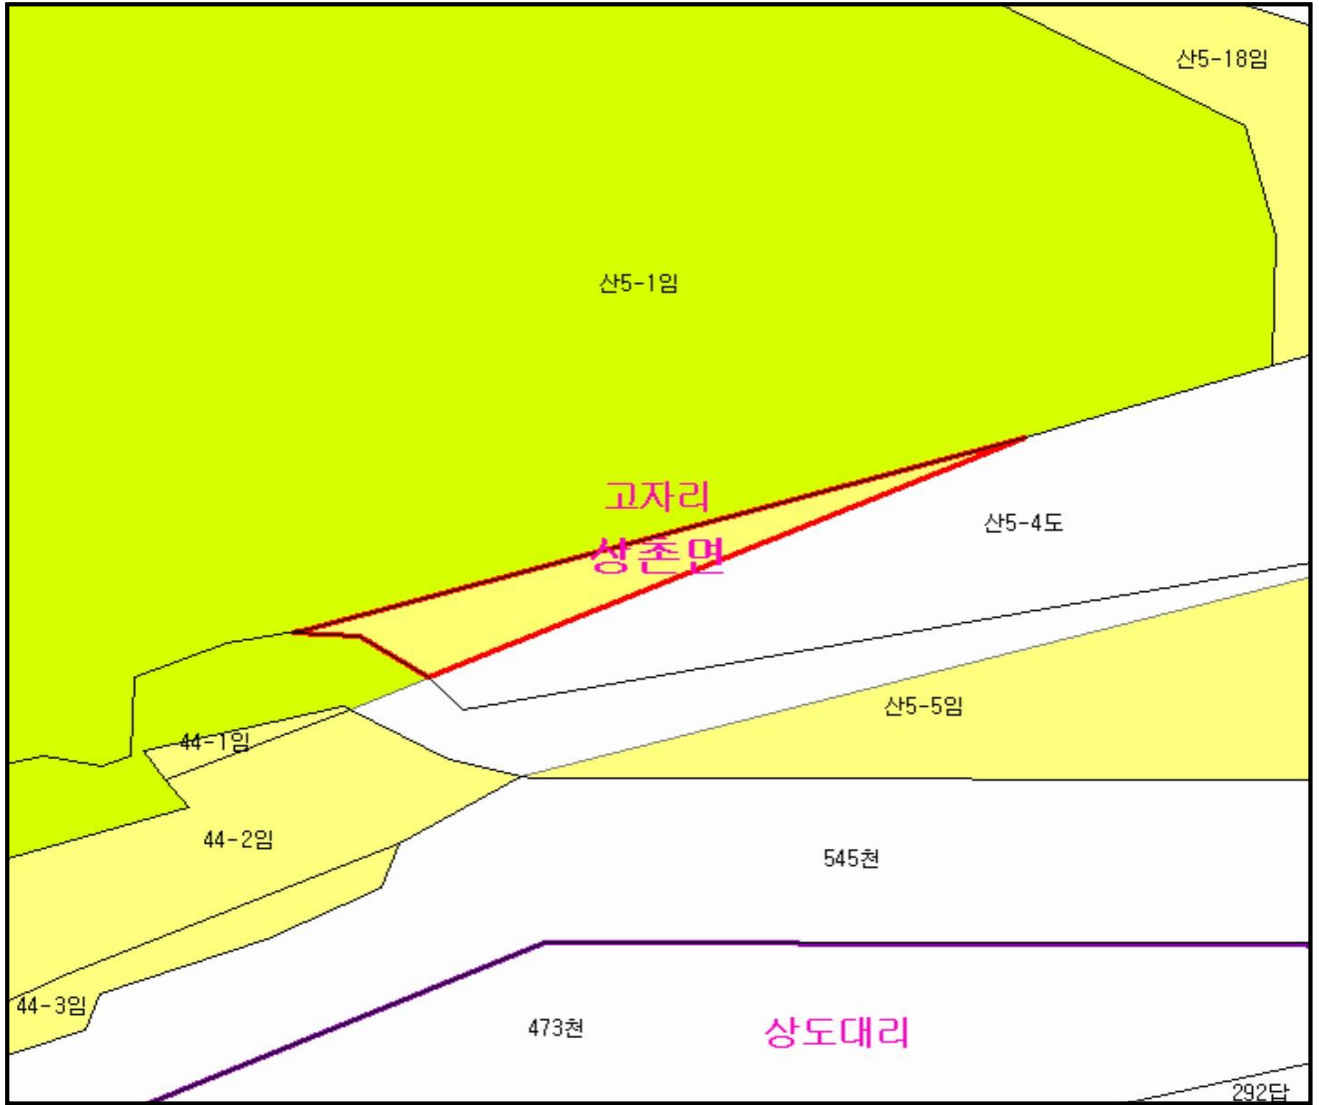 산5-18임
산5-1임
고자리
산5-4도
상촌면
산5-5임
44-1임
44-2임
545천
44-3임
473천
상도대리
292답